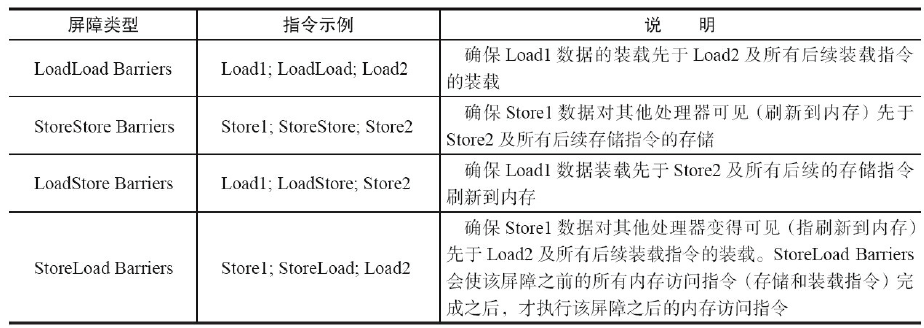 屏障类型 指令示例 说 明
LoadLoad Barriers Load1; LoadLoad; Load2 确保 Load1 数据的装载先于 Load2 及所有后续装载指令
的装载
StoreStore Barriers Store1; StoreStore; Store2 确保 Store1 数据对其他处理器可见（刷新到内存）先于
Store2 及所有后续存储指令的存储
LoadStore Barriers Load1; LoadStore; Store2 确保 Load1 数据装载先于 Store2 及所有后续的存储指令
刷新到内存
StoreLoad Barriers Store1; StoreLoad; Load2 确保 Store1 数据对其他处理器变得可见（指刷新到内存）
先于 Load2 及所有后续装载指令的装载。StoreLoad Barriers
会使该屏障之前的所有内存访问指令（存储和装载指令）完
成之后，才执行该屏障之后的内存访问指令